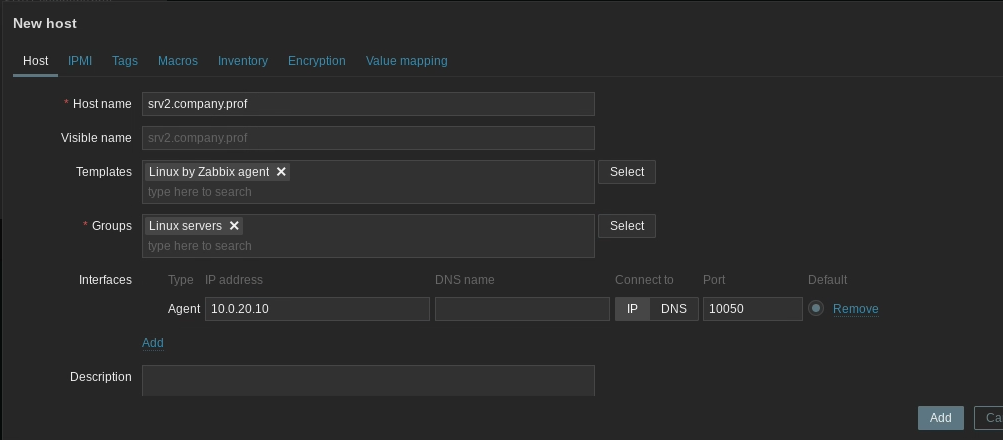 New host
Host IPMI Tags Macros Inventory Encryption Value mapping
* Host name srv2.company.prof
Visible name srv2.company.prof
Templates Linux by Zabbix agent ✕ Select
type here to search
* Groups Linux servers ✕ Select
type here to search
Interfaces Type IP address DNS name Connect to Port Default
Agent 10.0.20.10 IP DNS 10050 Remove
Add
Description
Add